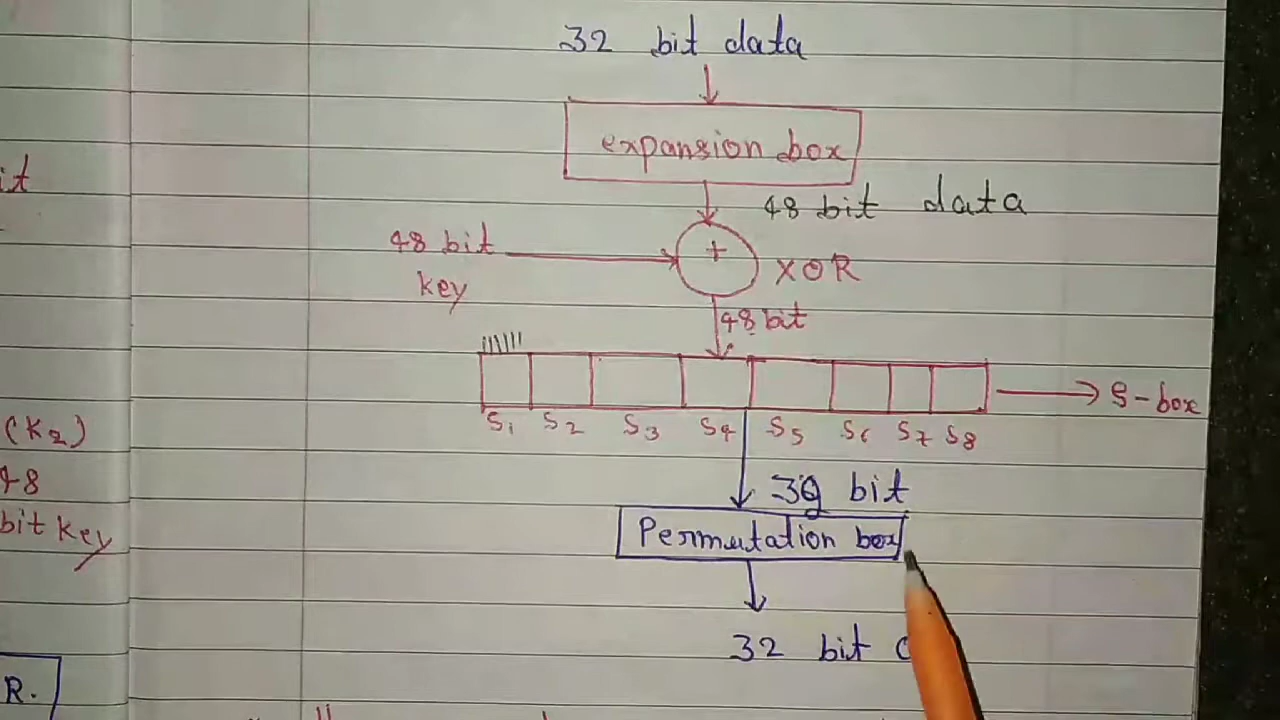 32 bit data
expansion box
it
48 bit data
48 bit
key
+ XOR
48 bit
S-box
S1 S2 S3 S4 S5 S6 S7 S8
(K2)
48
bit key
bit
Permutation box
32 bit
R.